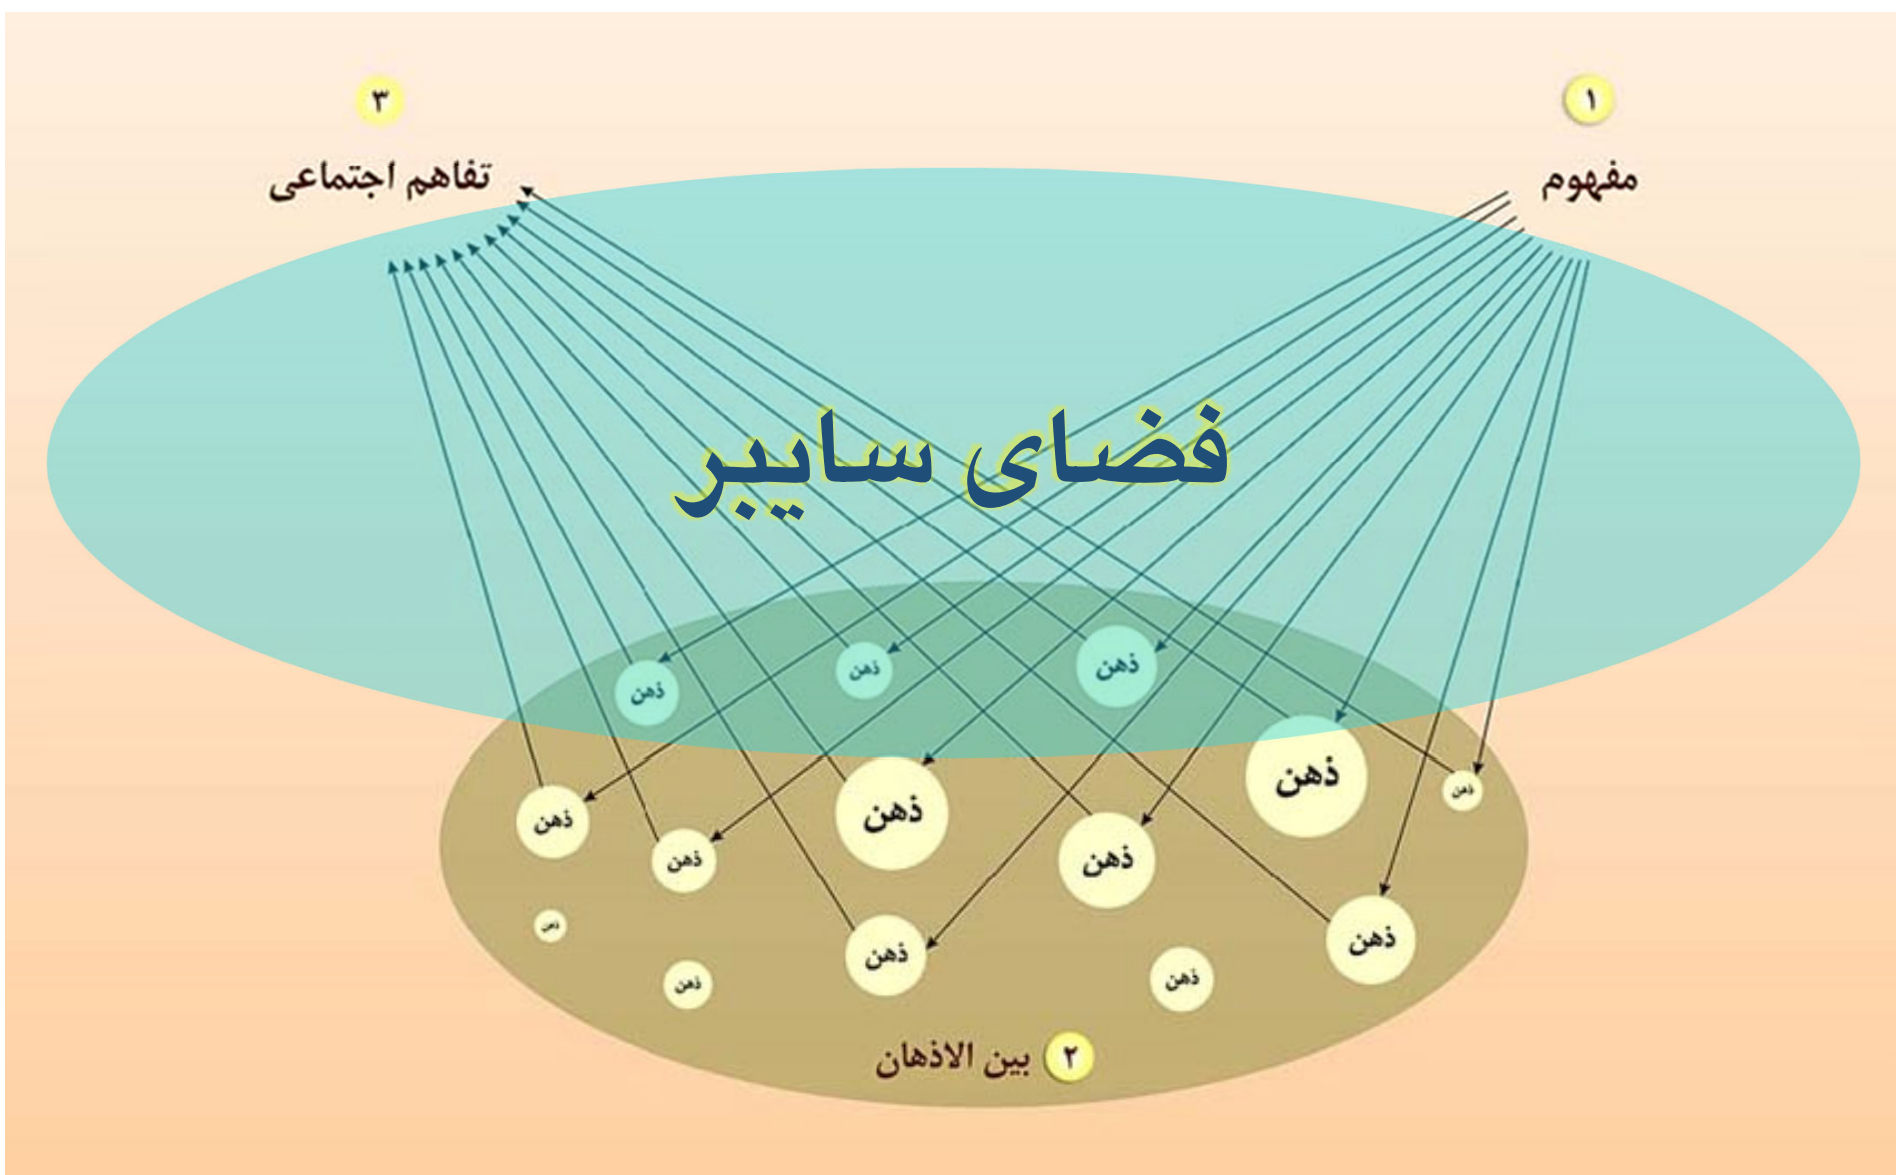 ۱
مفهوم
۳
تفاهم اجتماعی
فضای سایبر
ذهن
ذهن
ذهن
ذهن
ذهن
ذهن
ذهن
ذهن
ذهن
ذهن
ذهن
ذهن
ذهن
ذهن
۲ بین الاذهان